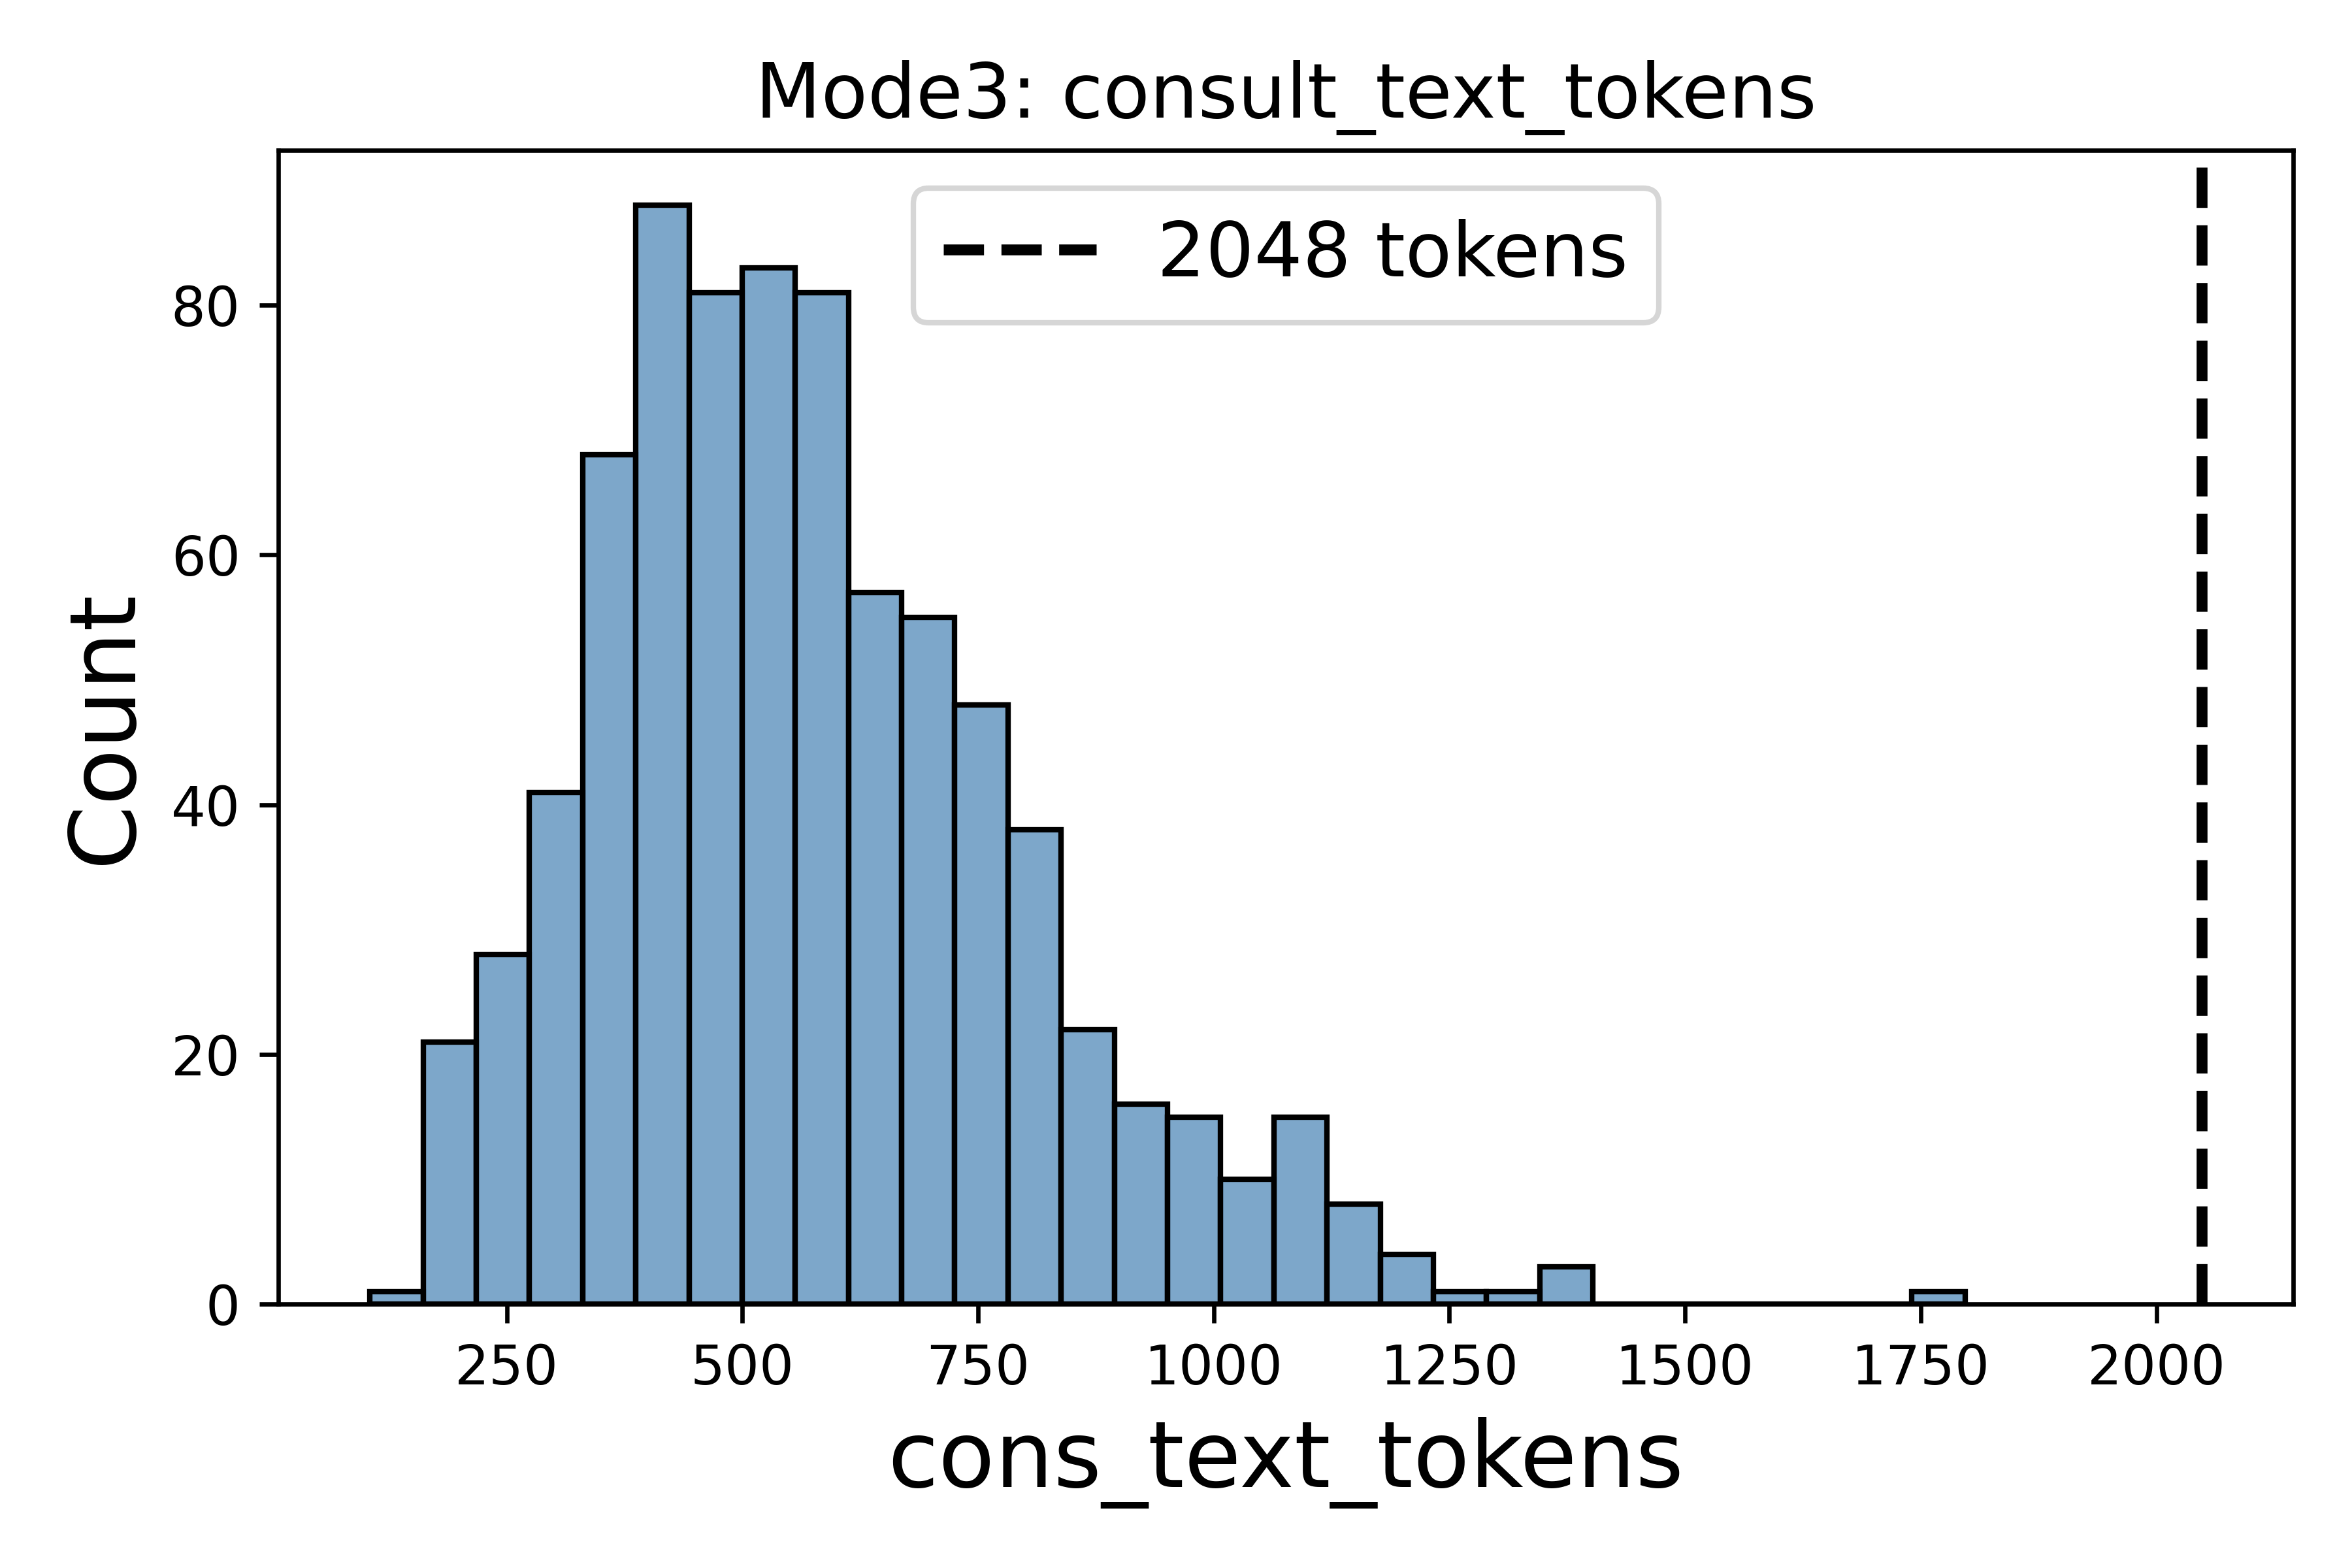 Mode3: consult_text_tokens
2048 tokens
Count
80
60
40
20
0
250 500 750 1000 1250 1500 1750 2000
cons_text_tokens